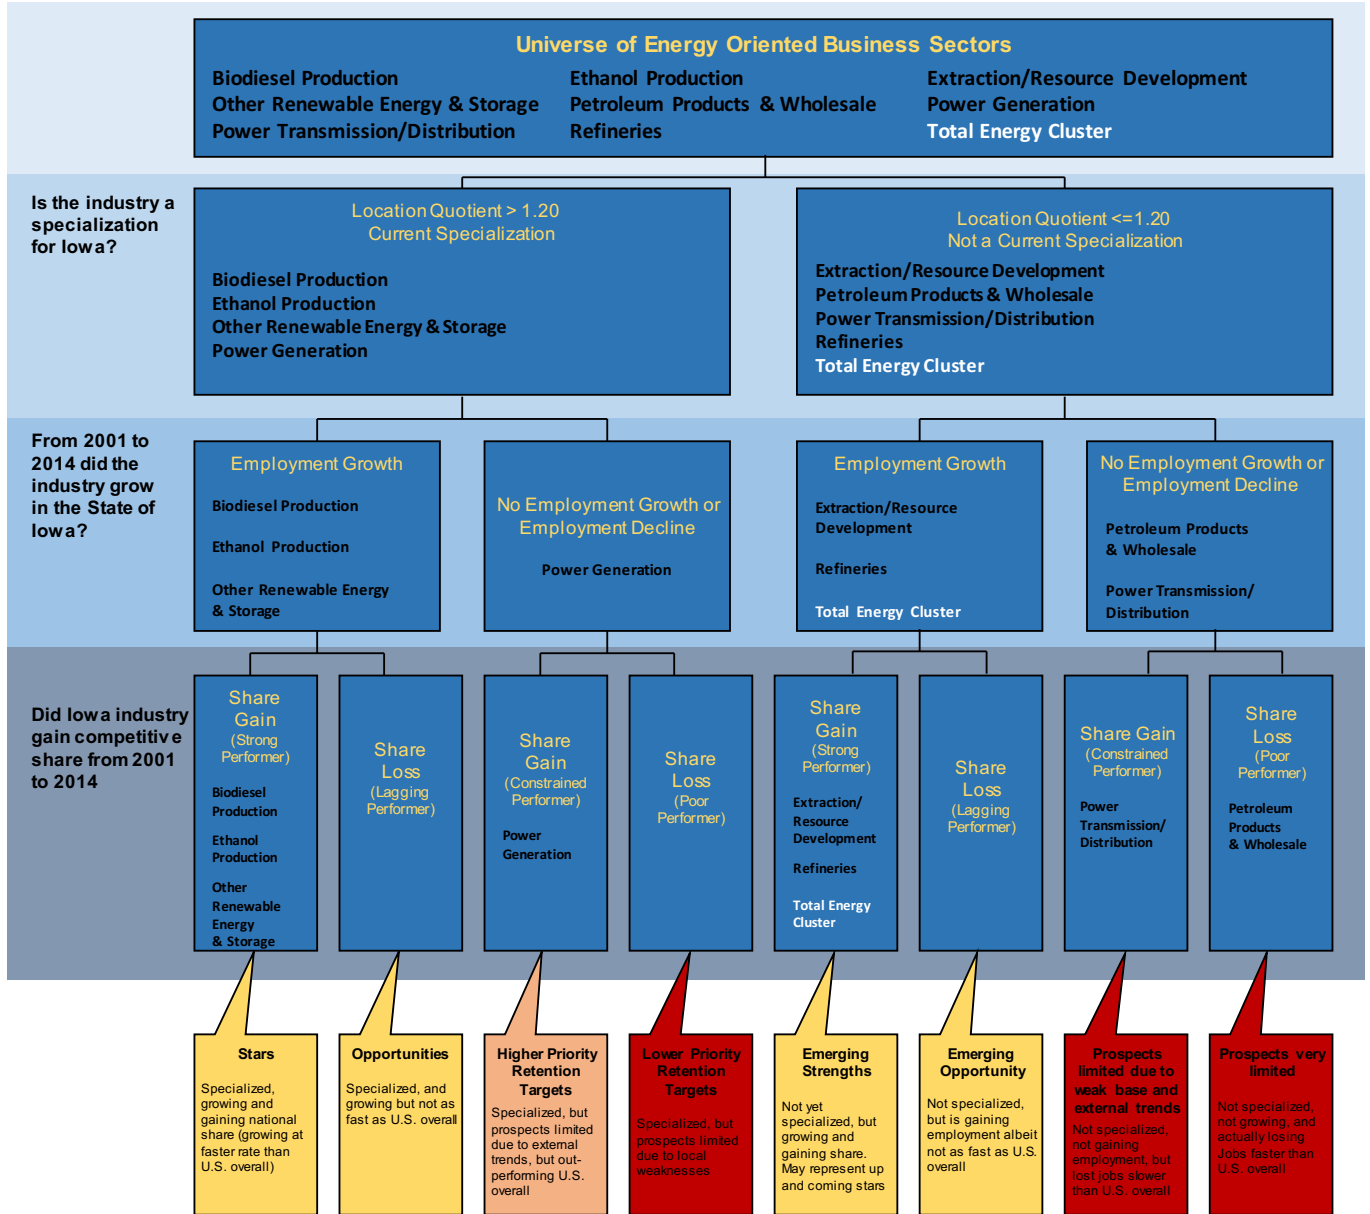 Universe of Energy Oriented Business Sectors
Biodiesel Production
Other Renewable Energy & Storage
Power Transmission/Distribution
Ethanol Production
Petroleum Products & Wholesale
Refineries
Extraction/Resource Development
Power Generation
Total Energy Cluster
Is the industry a
specialization
for Iowa?
Location Quotient > 1.20
Current Specialization
Biodiesel Production
Ethanol Production
Other Renewable Energy & Storage
Power Generation
Location Quotient <=1.20
Not a Current Specialization
Extraction/Resource Development
Petroleum Products & Wholesale
Power Transmission/Distribution
Refineries
Total Energy Cluster
From 2001 to
2014 did the
industry grow
in the State of
Iowa?
Employment Growth
Biodiesel Production
Ethanol Production
Other Renewable Energy
& Storage
No Employment Growth or
Employment Decline
Power Generation
Employment Growth
Extraction/Resource
Development
Refineries
Total Energy Cluster
No Employment Growth or
Employment Decline
Petroleum Products
& Wholesale
Power Transmission/
Distribution
Did Iowa industry
gain competitive
share from 2001
to 2014
Share
Gain
(Strong
Performer)
Biodiesel
Production
Ethanol
Production
Other
Renewable
Energy
& Storage
Share
Loss
(Lagging
Performer)
Share
Gain
(Constrained
Performer)
Power
Generation
Share
Loss
(Poor
Performer)
Share
Gain
(Strong
Performer)
Extraction/
Resource
Development
Refineries
Total Energy
Cluster
Share
Loss
(Lagging
Performer)
Share Gain
(Constrained
Performer)
Power
Transmission/
Distribution
Share
Loss
(Poor
Performer)
Petroleum
Products
& Wholesale
Stars
Specialized,
growing and
gaining national
share (growing at
faster rate than
U.S. overall)
Opportunities
Specialized, and
growing but not as
fast as U.S. overall
Higher Priority
Retention
Targets
Specialized, but
prospects limited
due to external
trends, but out-
performing U.S.
overall
Lower Priority
Retention
Targets
Specialized, but
prospects limited
due to local
weaknesses
Emerging
Strengths
Not yet
specialized, but
growing and
gaining share.
May represent up
and coming stars
Emerging
Opportunity
Not specialized,
but is gaining
employment albeit
not as fast as U.S.
overall
Prospects
limited due to
weak base and
external trends
Not specialized,
not gaining
employment, but
lost jobs slower
than U.S. overall
Prospects very
limited
Not specialized,
not growing, and
actually losing
Jobs faster than
U.S. overall